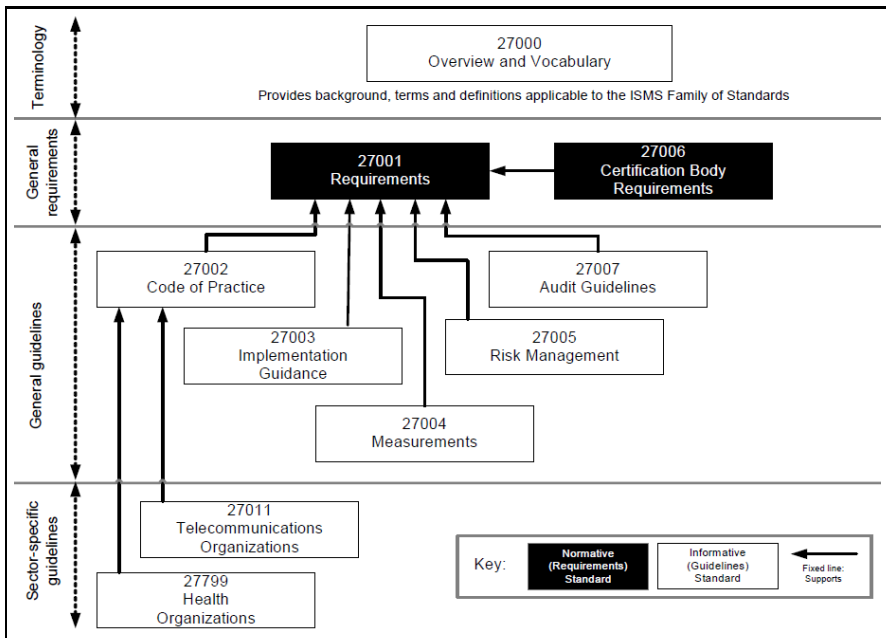 Terminology
27000
Overview and Vocabulary
Provides background, terms and definitions applicable to the ISMS Family of Standards
General
requirements
27001
Requirements
27006
Certification Body
Requirements
General guidelines
27002
Code of Practice
27007
Audit Guidelines
27003
Implementation
Guidance
27005
Risk Management
27004
Measurements
Sector-specific
guidelines
27011
Telecommunications
Organizations
27799
Health
Organizations
Key:
Normative
(Requirements)
Standard
Informative
(Guidelines)
Standard
Fixed line:
Supports